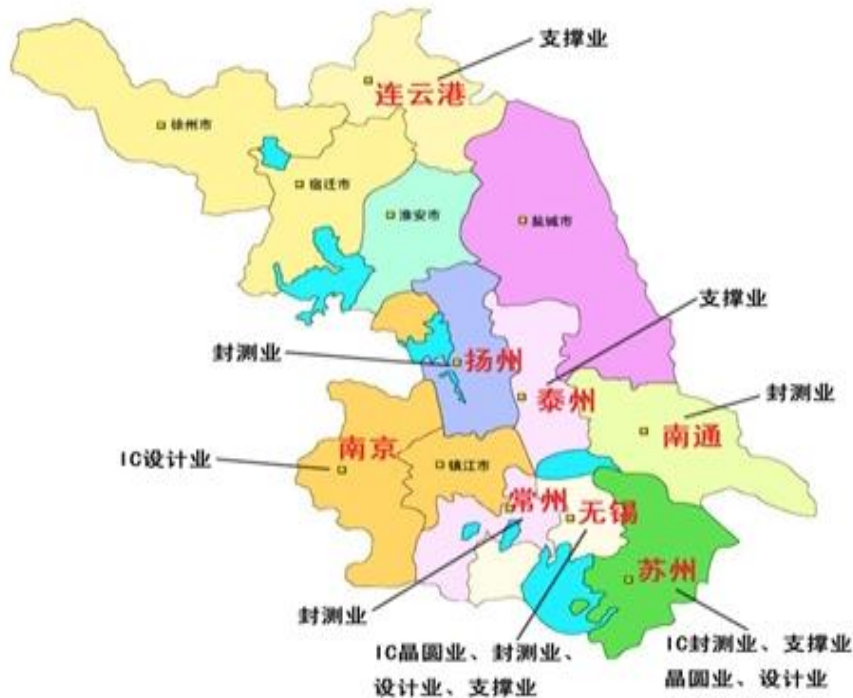 支撑业
连云港
徐州市
宿迁市
淮安市
盐城市
支撑业
封测业
扬州
泰州
封测业
南通
南京
IC设计业
镇江市
常州
无锡
苏州
封测业
IC晶圆业、封测业、
设计业、支撑业
IC封测业、支撑业
晶圆业、设计业